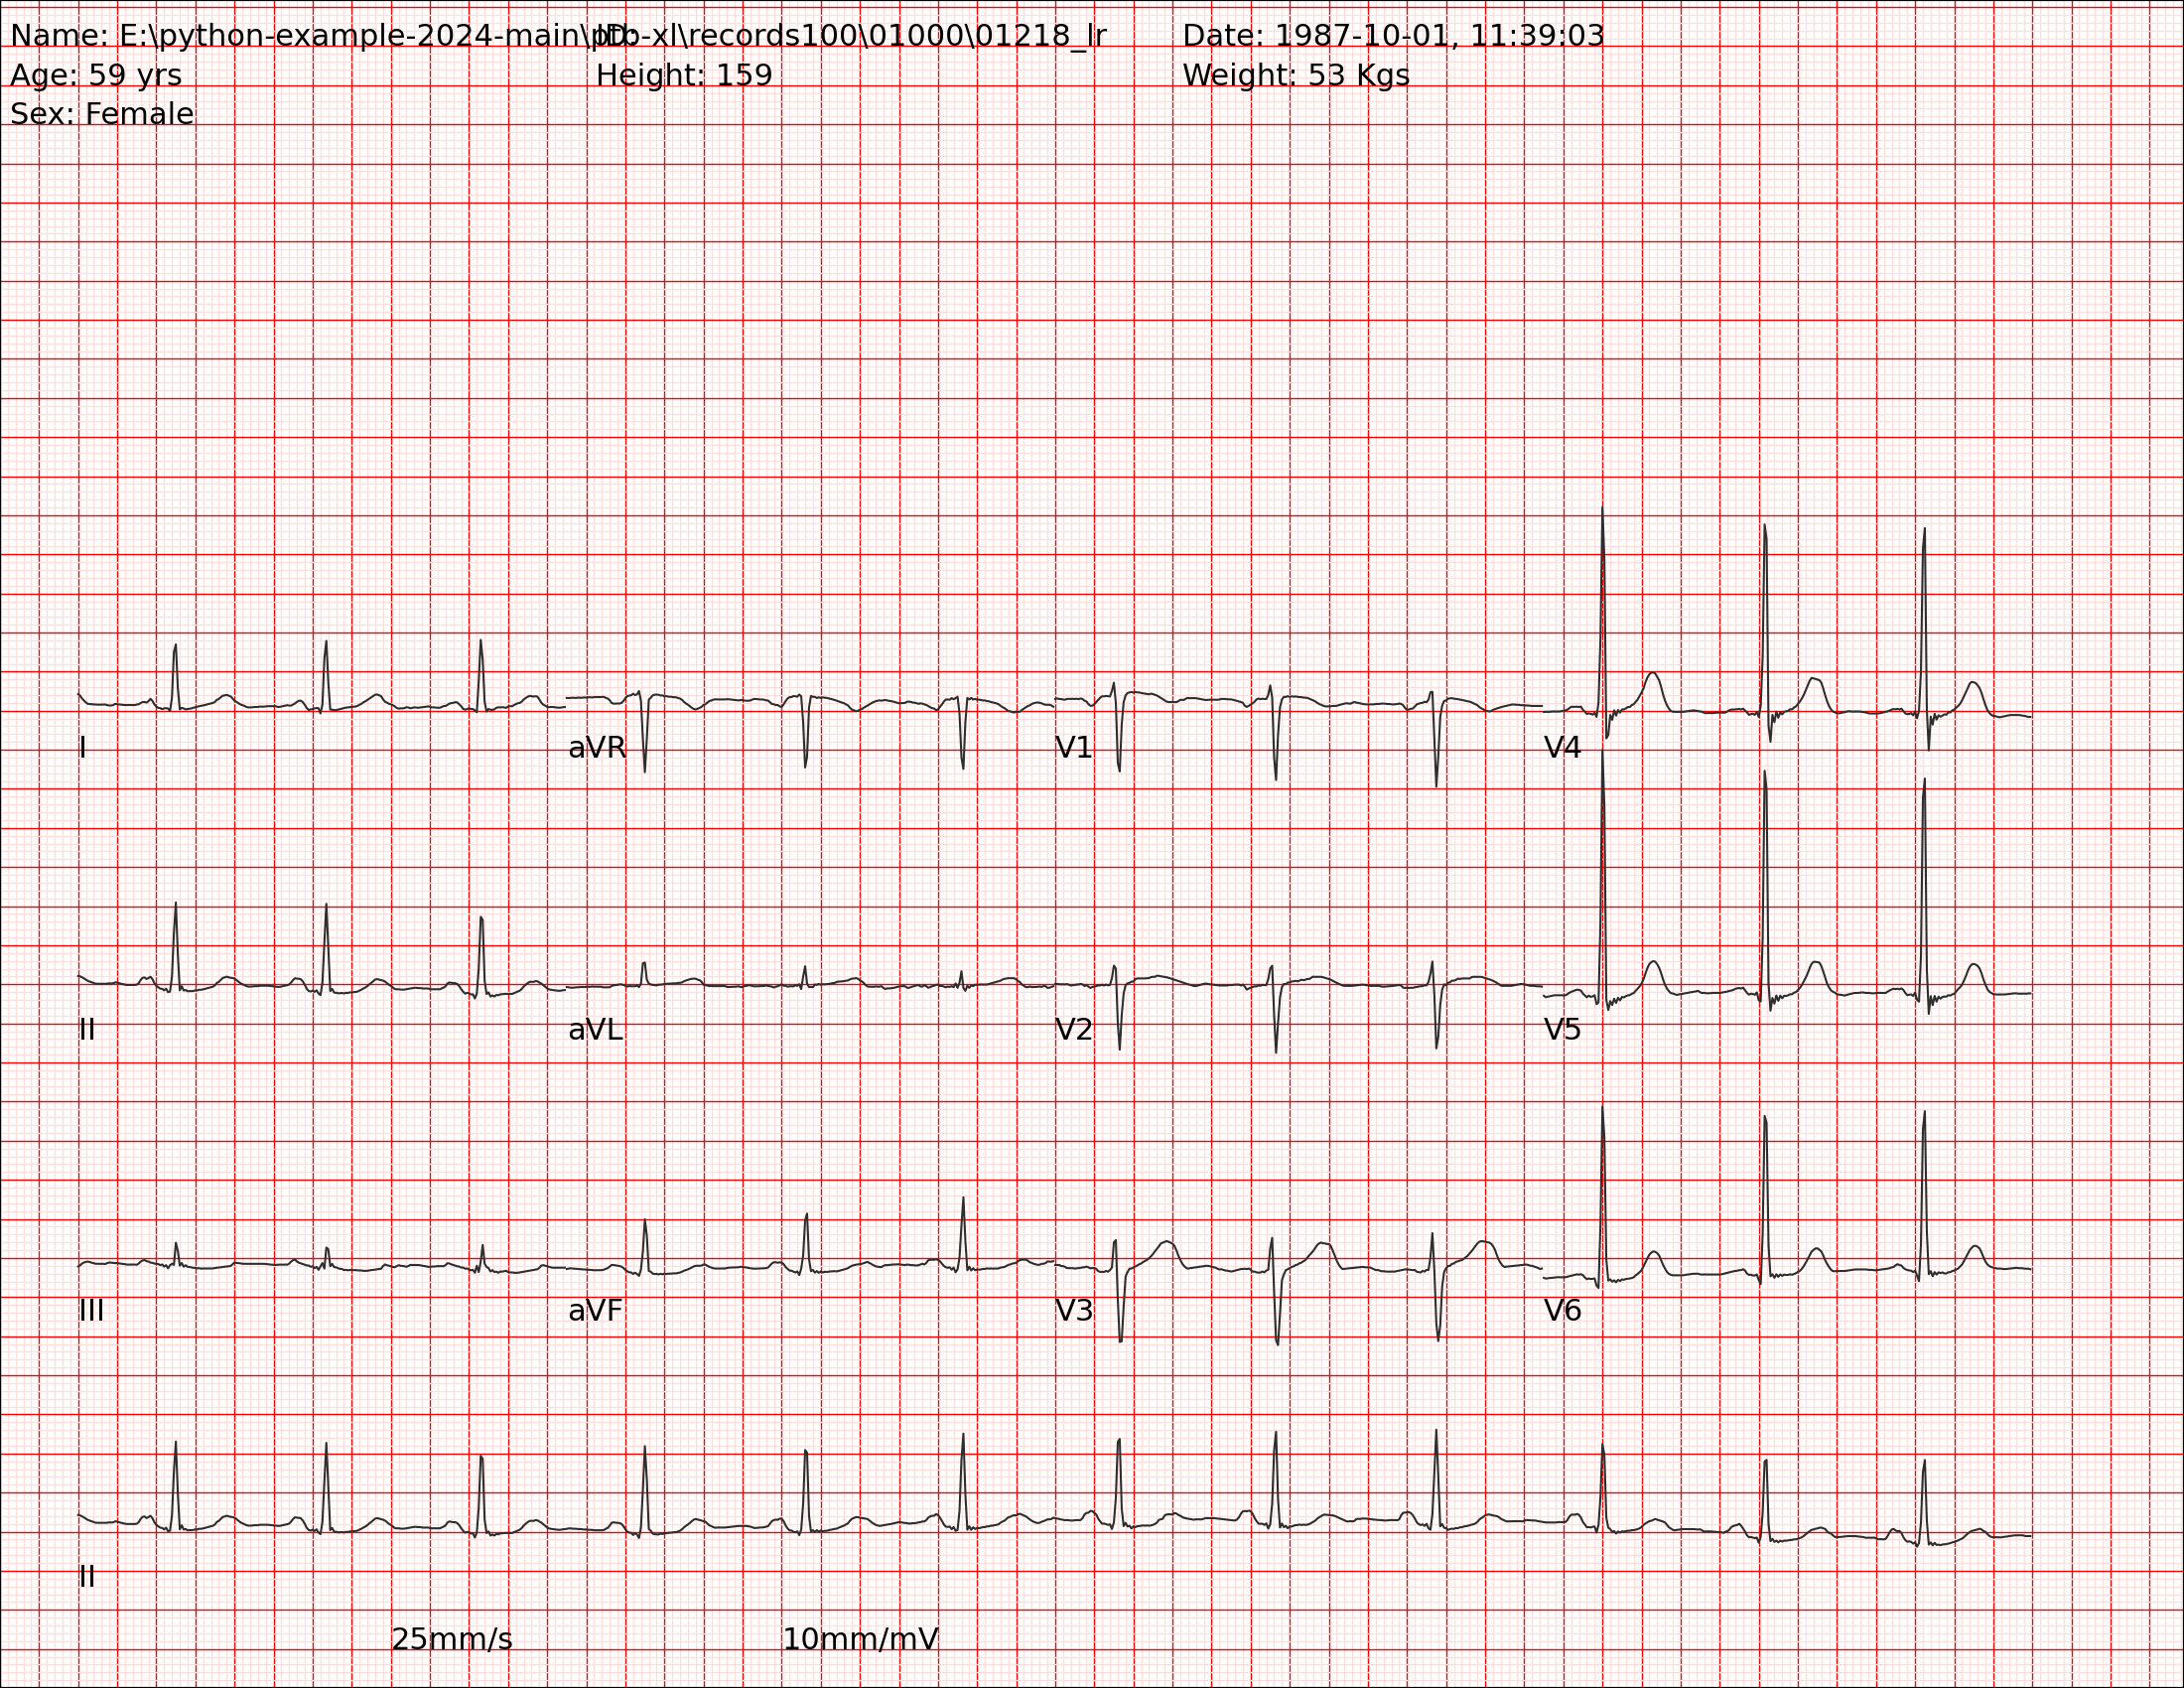 Name: E:\python-example-2024-main\ptb-xl\records100\01000\01218_lr ID: Date: 1987-10-01, 11:39:03
Age: 59 yrs Height: 159 Weight: 53 Kgs
Sex: Female
I aVR V1 V4
II aVL V2 V5
III aVF V3 V6
II
25mm/s 10mm/mV